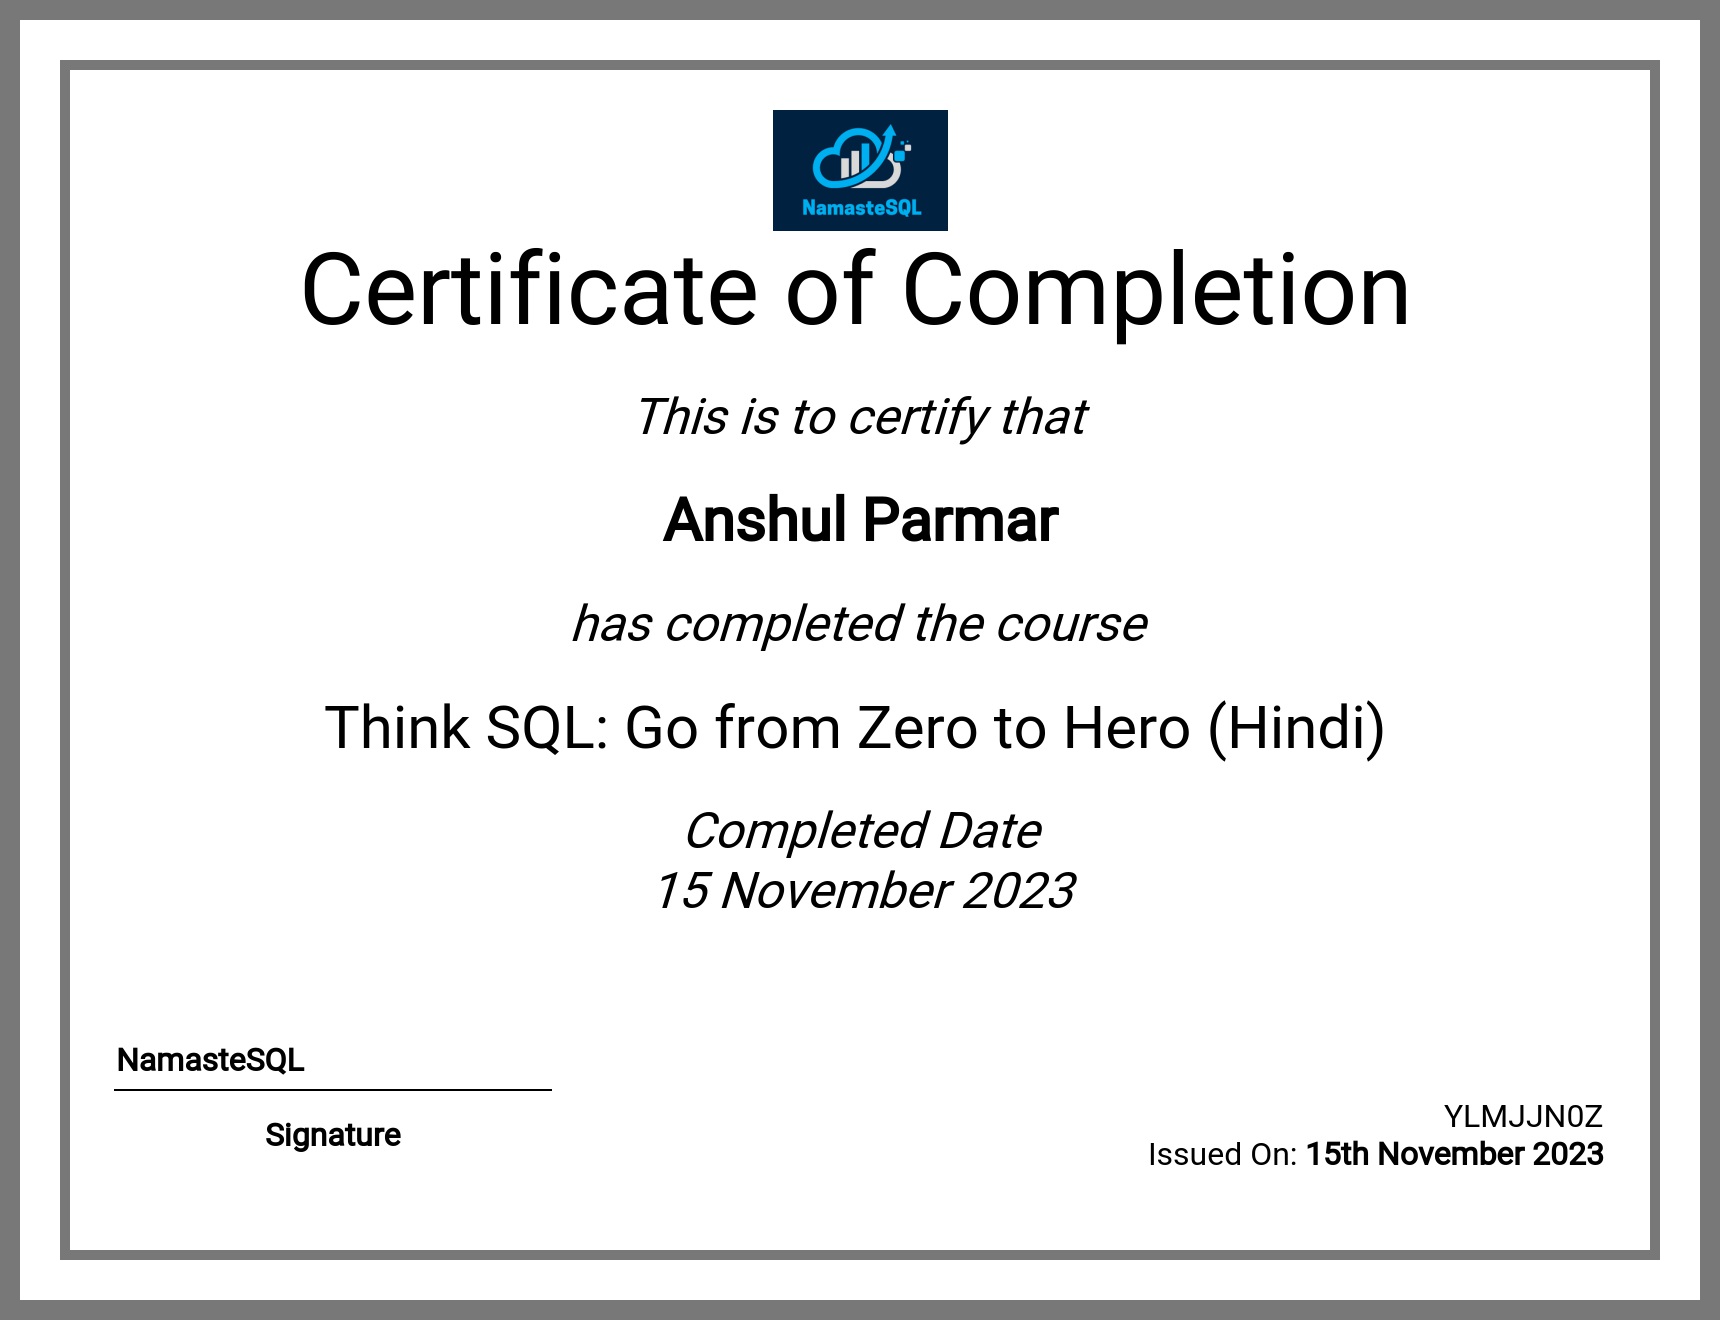 NamasteSQL
Certificate of Completion
This is to certify that
Anshul Parmar
has completed the course
Think SQL: Go from Zero to Hero (Hindi)
Completed Date
15 November 2023
NamasteSQL
Signature
YLMJJN0Z
Issued On: 15th November 2023